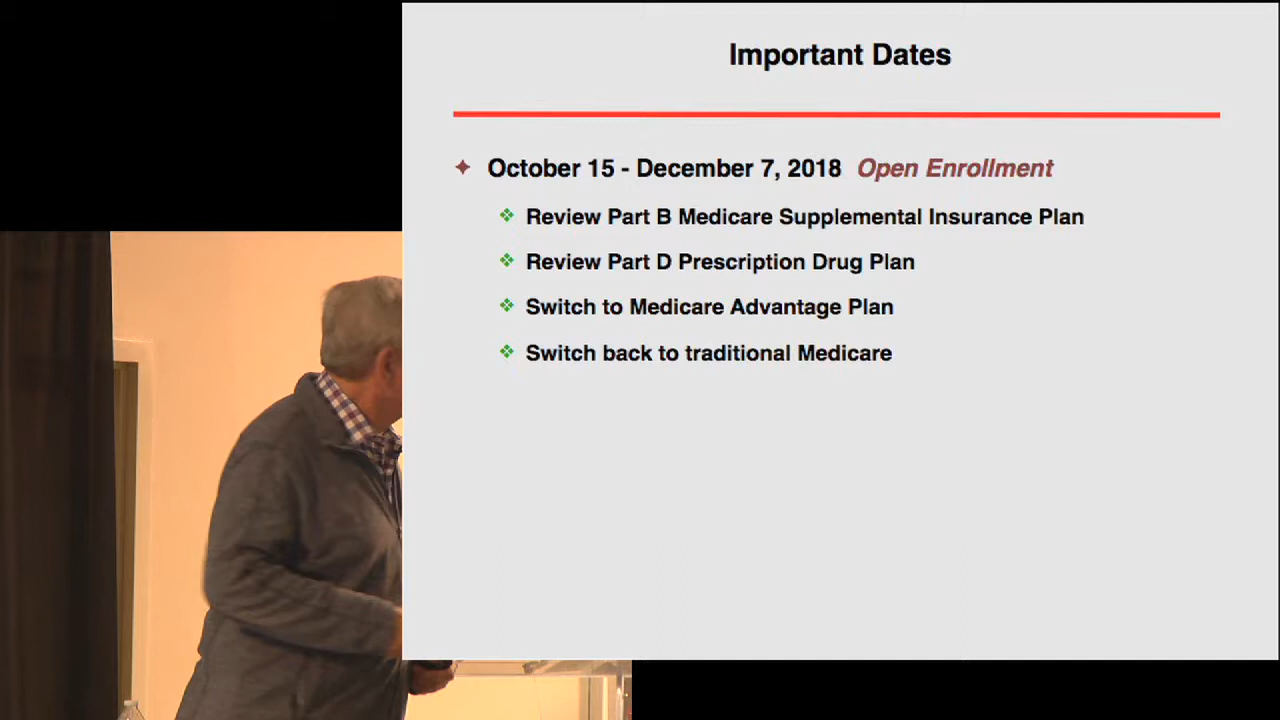 Important Dates
October 15 - December 7, 2018 Open Enrollment
Review Part B Medicare Supplemental Insurance Plan
Review Part D Prescription Drug Plan
Switch to Medicare Advantage Plan
Switch back to traditional Medicare